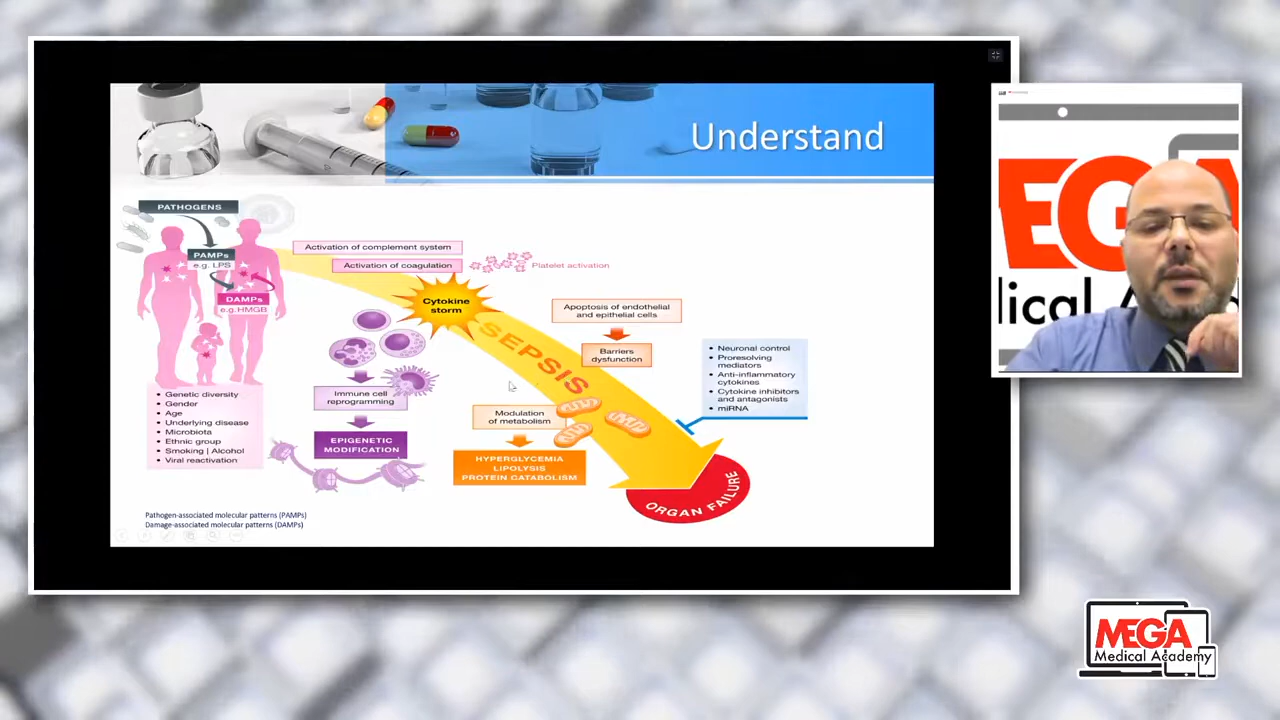 Understand
PATHOGENS
PAMPs
e.g. LPS
DAMPs
e.g.HMGB
Genetic diversity
Gender
Age
Underlying disease
Microbiota
Ethnic group
Smoking | Alcohol
Viral reactivation
Activation of complement system
Activation of coagulation
Platelet activation
Cytokine
storm
SEPSIS
Immune cell
reprogramming
EPIGENETIC
MODIFICATION
Apoptosis of endothelial
and epithelial cells
Barriers
dysfunction
Modulation
of metabolism
HYPERGLYCEMIA
LIPOLYSIS
PROTEIN CATABOLISM
Neuronal control
Proresolving
mediators
Anti-inflammatory
cytokines
Cytokine inhibitors
and antagonists
miRNA
ORGAN FAILURE
Pathogen-associated molecular patterns (PAMPs)
Damage-associated molecular patterns (DAMPs)
EGA
lical A
MEGA
Medical Academy